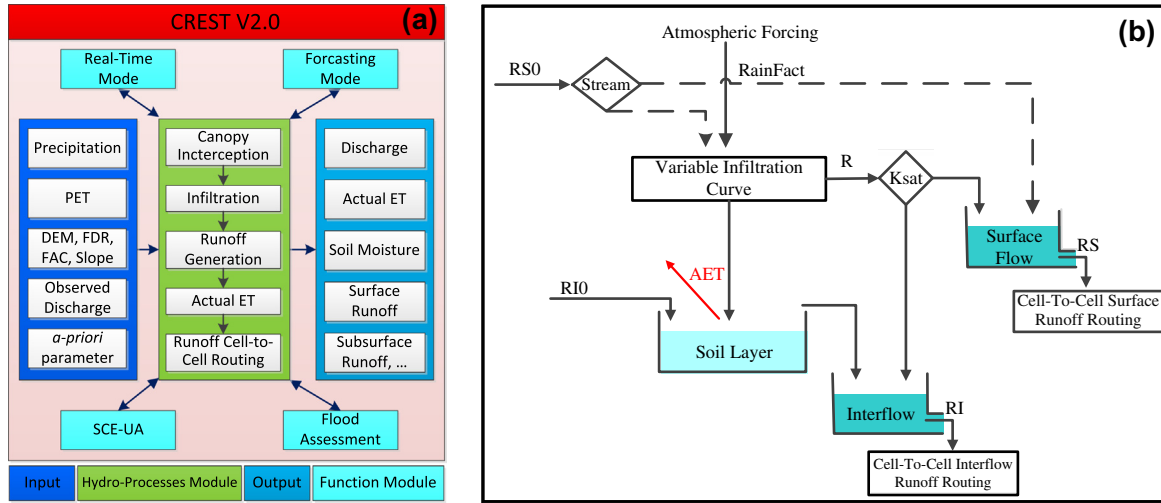 CREST V2.0
(a)
Real-Time
Mode
Forcasting
Mode
Precipitation
PET
DEM, FDR,
FAC, Slope
Observed
Discharge
a-priori
parameter
Canopy
Incterception
Infiltration
Runoff
Generation
Actual ET
Runoff Cell-to-
Cell Routing
Discharge
Actual ET
Soil Moisture
Surface
Runoff
Subsurface
Runoff, ...
SCE-UA
Flood
Assessment
Input
Hydro-Processes Module
Output
Function Module
(b)
Atmospheric Forcing
RS0
Stream
RainFact
Variable Infiltration
Curve
R
Ksat
Surface
Flow
RS
Cell-To-Cell Surface
Runoff Routing
AET
RI0
Soil Layer
Interflow
RI
Cell-To-Cell Interflow
Runoff Routing